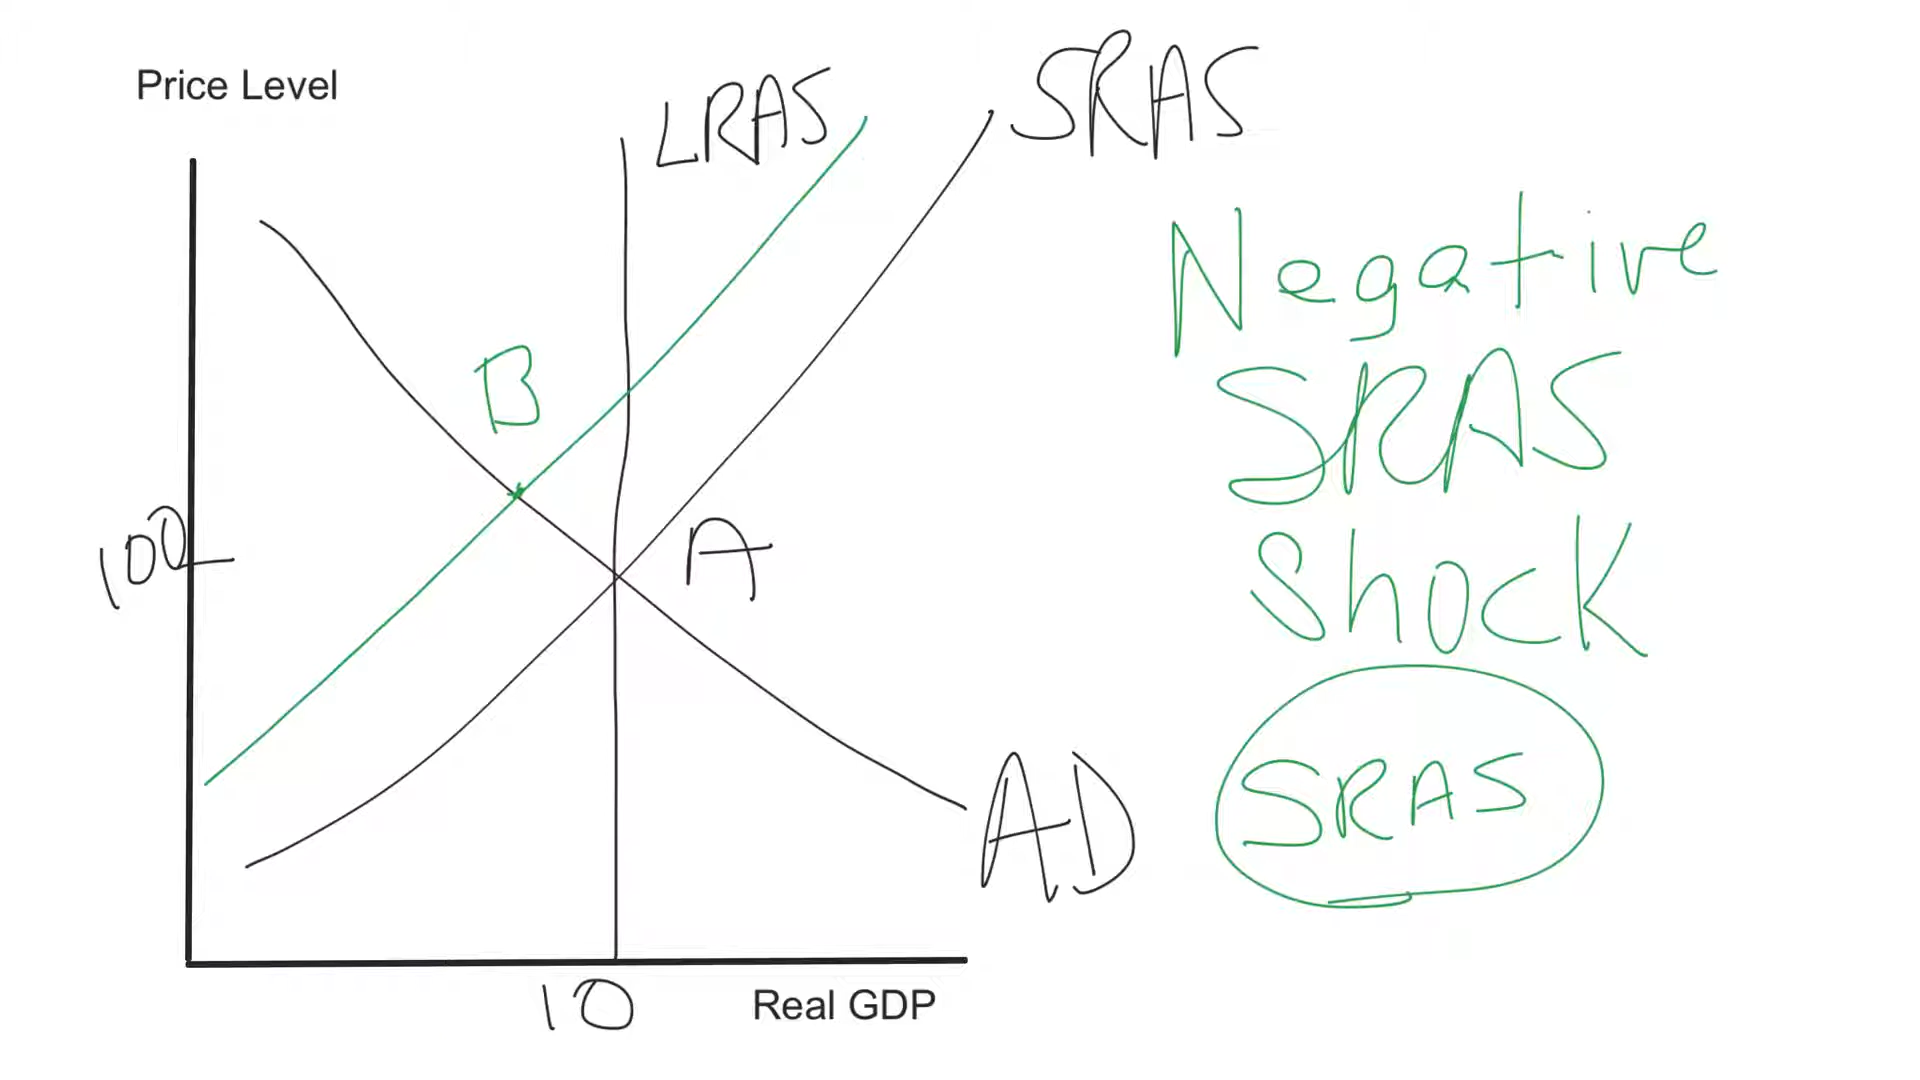 Price Level
LRAS
SRAS
Negative
SRAS
Shock
B
100
A
SRAS
AD
10
Real GDP